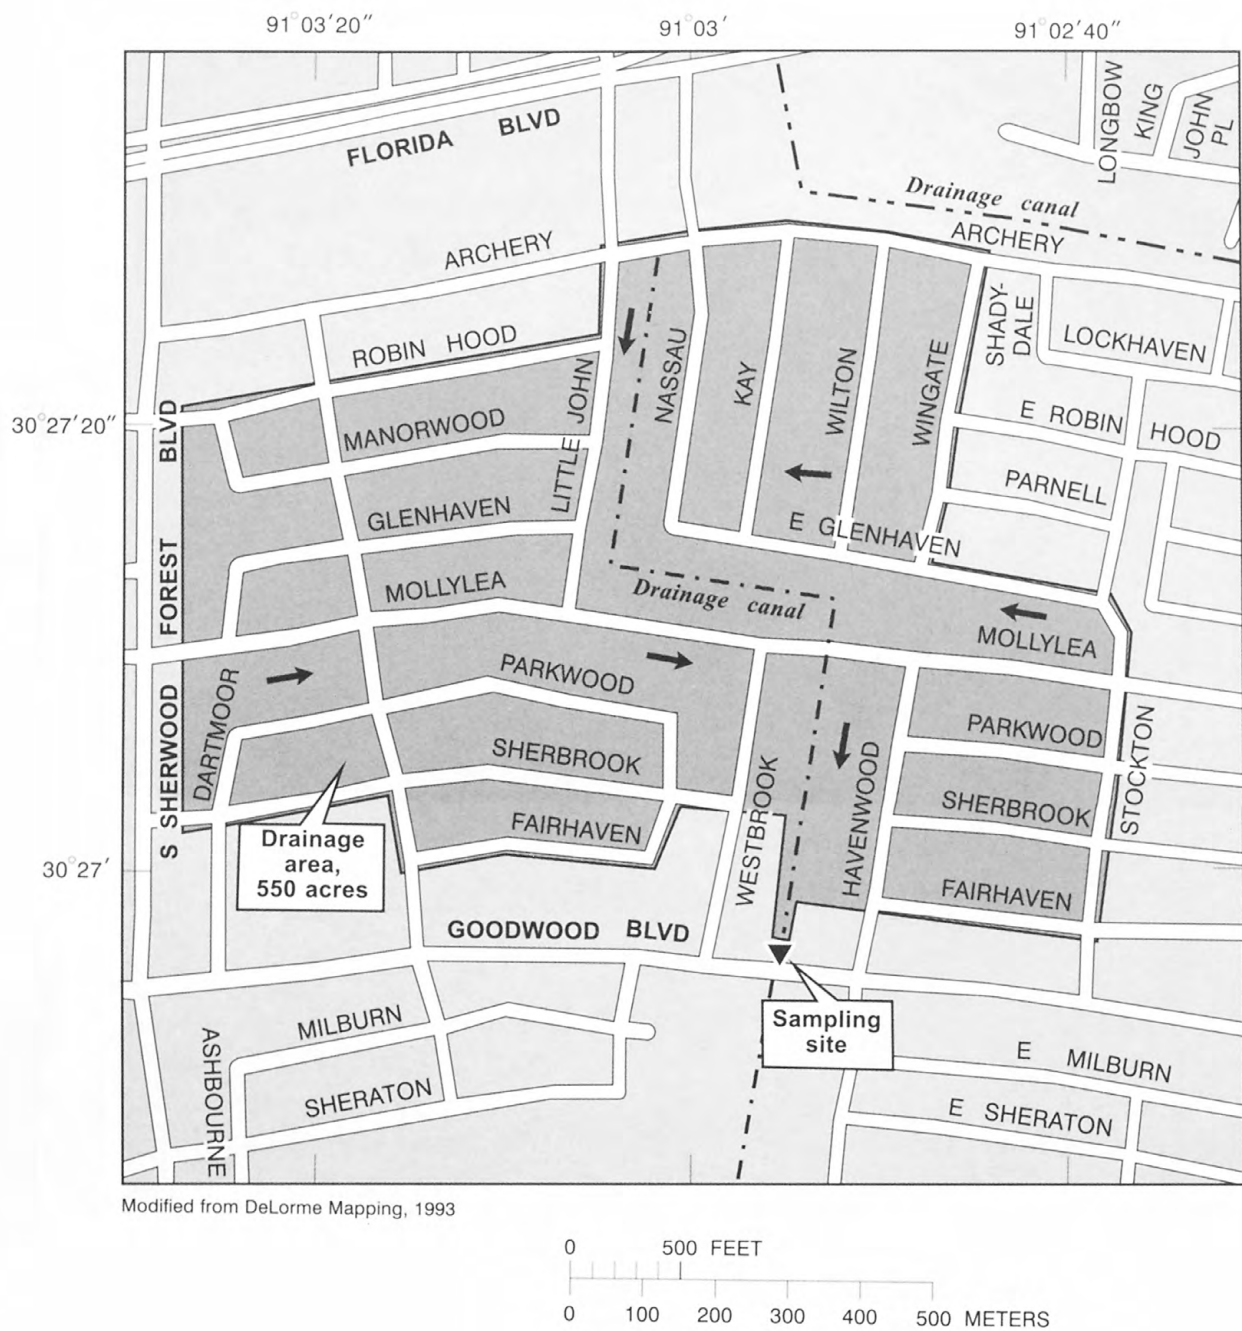 91°03'20"
91°03'
91°02'40"
LONGBOW
KING
JOHN
PL
FLORIDA BLVD
Drainage canal
ARCHERY
ARCHERY
ROBIN HOOD
SHADY-
DALE
LOCKHAVEN
LITTLE JOHN
NASSAU
KAY
WILTON
WINGATE
30°27'20"
MANORWOOD
E ROBIN HOOD
PARNELL
GLENHAVEN
E GLENHAVEN
MOLLYLEA
Drainage canal
MOLLYLEA
S SHERWOOD FOREST BLVD
DARTMOOR
PARKWOOD
PARKWOOD
SHERBROOK
SHERBROOK
STOCKTON
WESTBROOK
HAVENWOOD
FAIRHAVEN
FAIRHAVEN
30°27'
Drainage
area,
550 acres
GOODWOOD BLVD
Sampling
site
MILBURN
E MILBURN
ASHBOURNE
SHERATON
E SHERATON
Modified from DeLorme Mapping, 1993
0 500 FEET
0 100 200 300 400 500 METERS